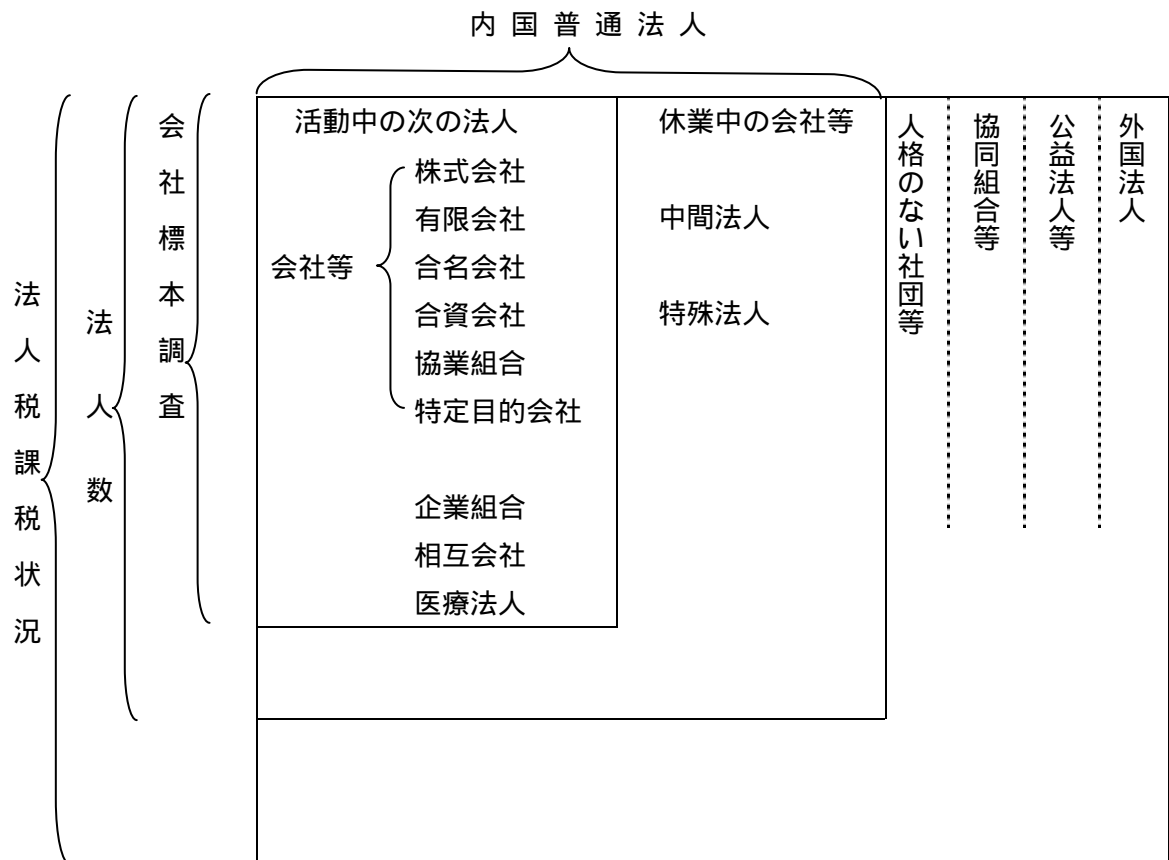 内国普通法人
法人税課税状況
法人数
会社標本調査
活動中の次の法人
会社等
株式会社
有限会社
合名会社
合資会社
協業組合
特定目的会社
企業組合
相互会社
医療法人
休業中の会社等
中間法人
特殊法人
人格のない社団等
協同組合等
公益法人等
外国法人